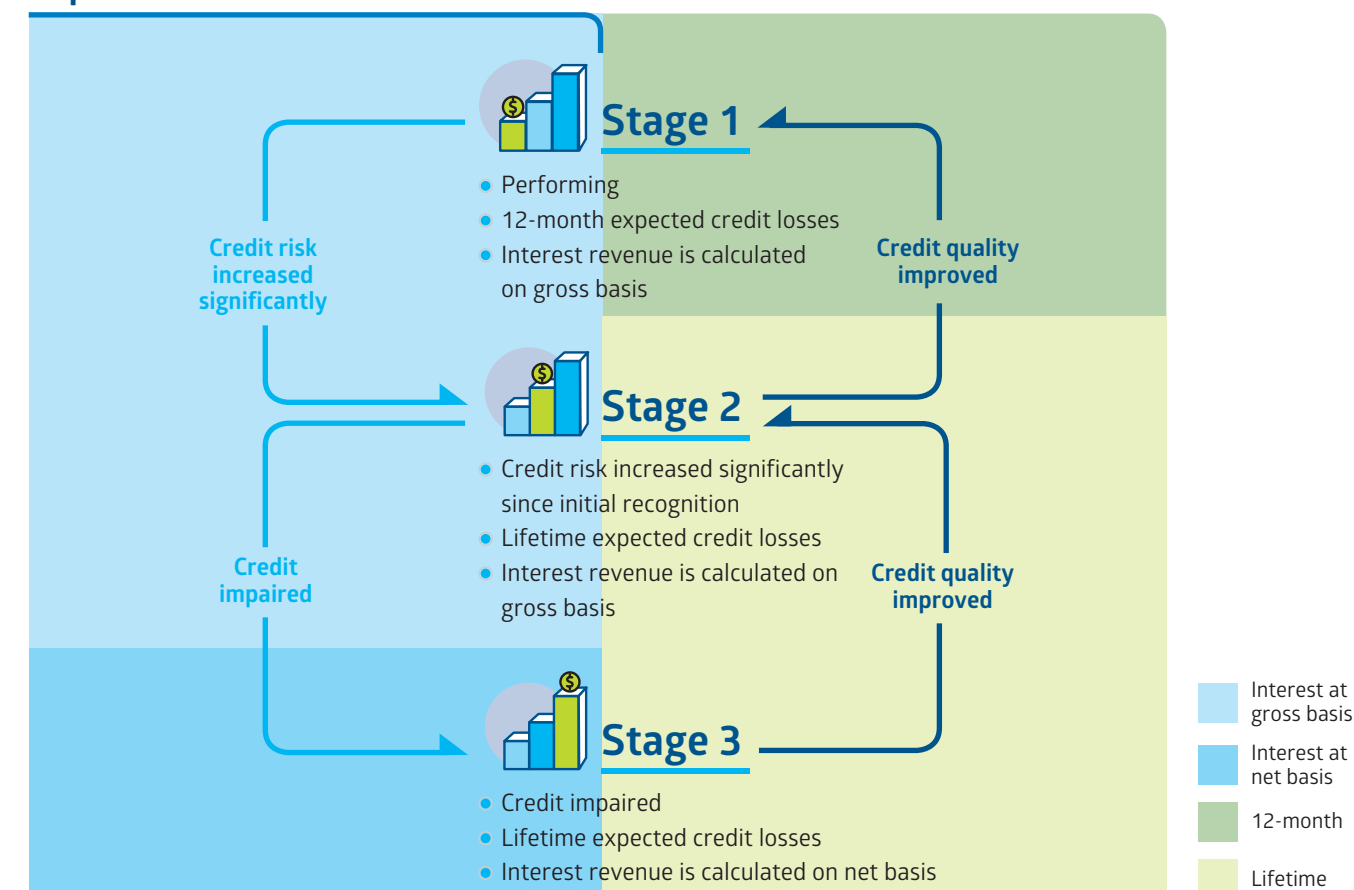 Stage 1
Performing
12-month expected credit losses
Interest revenue is calculated
on gross basis
Credit risk
increased
significantly
Credit quality
improved
Stage 2
Credit risk increased significantly
since initial recognition
Lifetime expected credit losses
Interest revenue is calculated on
gross basis
Credit
impaired
Credit quality
improved
Stage 3
Credit impaired
Lifetime expected credit losses
Interest revenue is calculated on net basis
Interest at
gross basis
Interest at
net basis
12-month
Lifetime
$
$
$